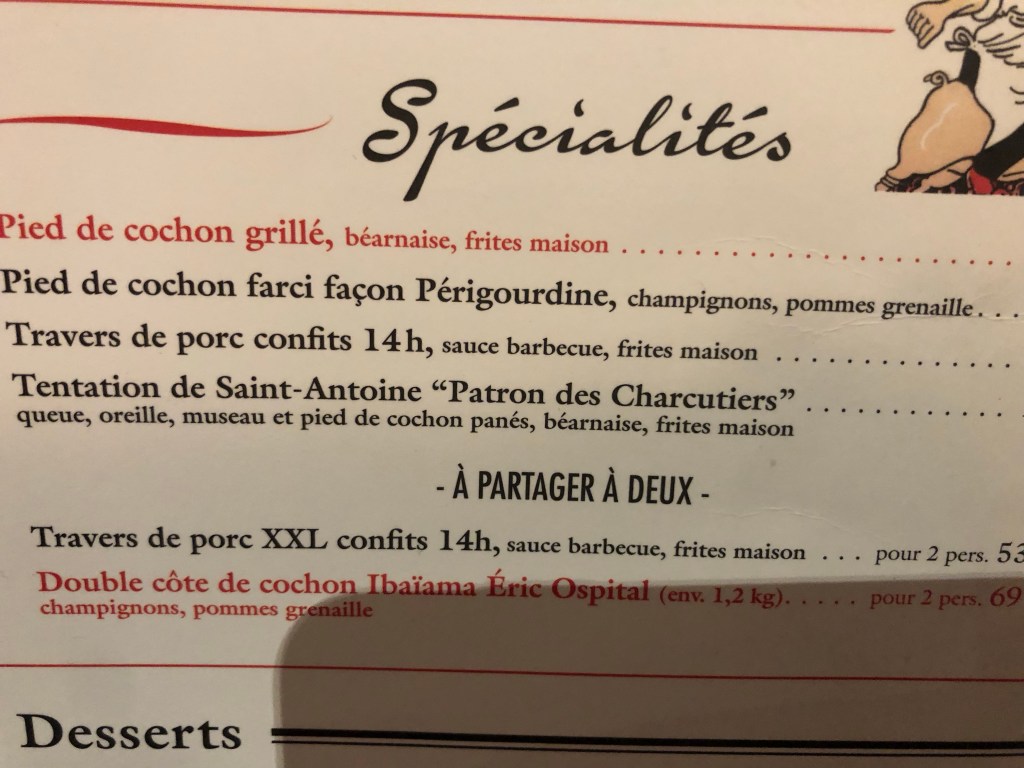 Spécialités
Pied de cochon grillé, béarnaise, frites maison . . . . . . . . . . . . . . . . . . . . . .
Pied de cochon farci façon Périgourdine, champignons, pommes grenaille. . .
Travers de porc confits 14h, sauce barbecue, frites maison . . . . . . . . . . . . . .
Tentation de Saint-Antoine “Patron des Charcutiers” . . . . . . . . . . . .
queue, oreille, museau et pied de cochon panés, béarnaise, frites maison
- À PARTAGER À DEUX -
Travers de porc XXL confits 14h, sauce barbecue, frites maison . . . pour 2 pers. 53
Double côte de cochon Ibaïama Éric Ospital (env. 1,2 kg). . . . . pour 2 pers. 69
champignons, pommes grenaille
Desserts